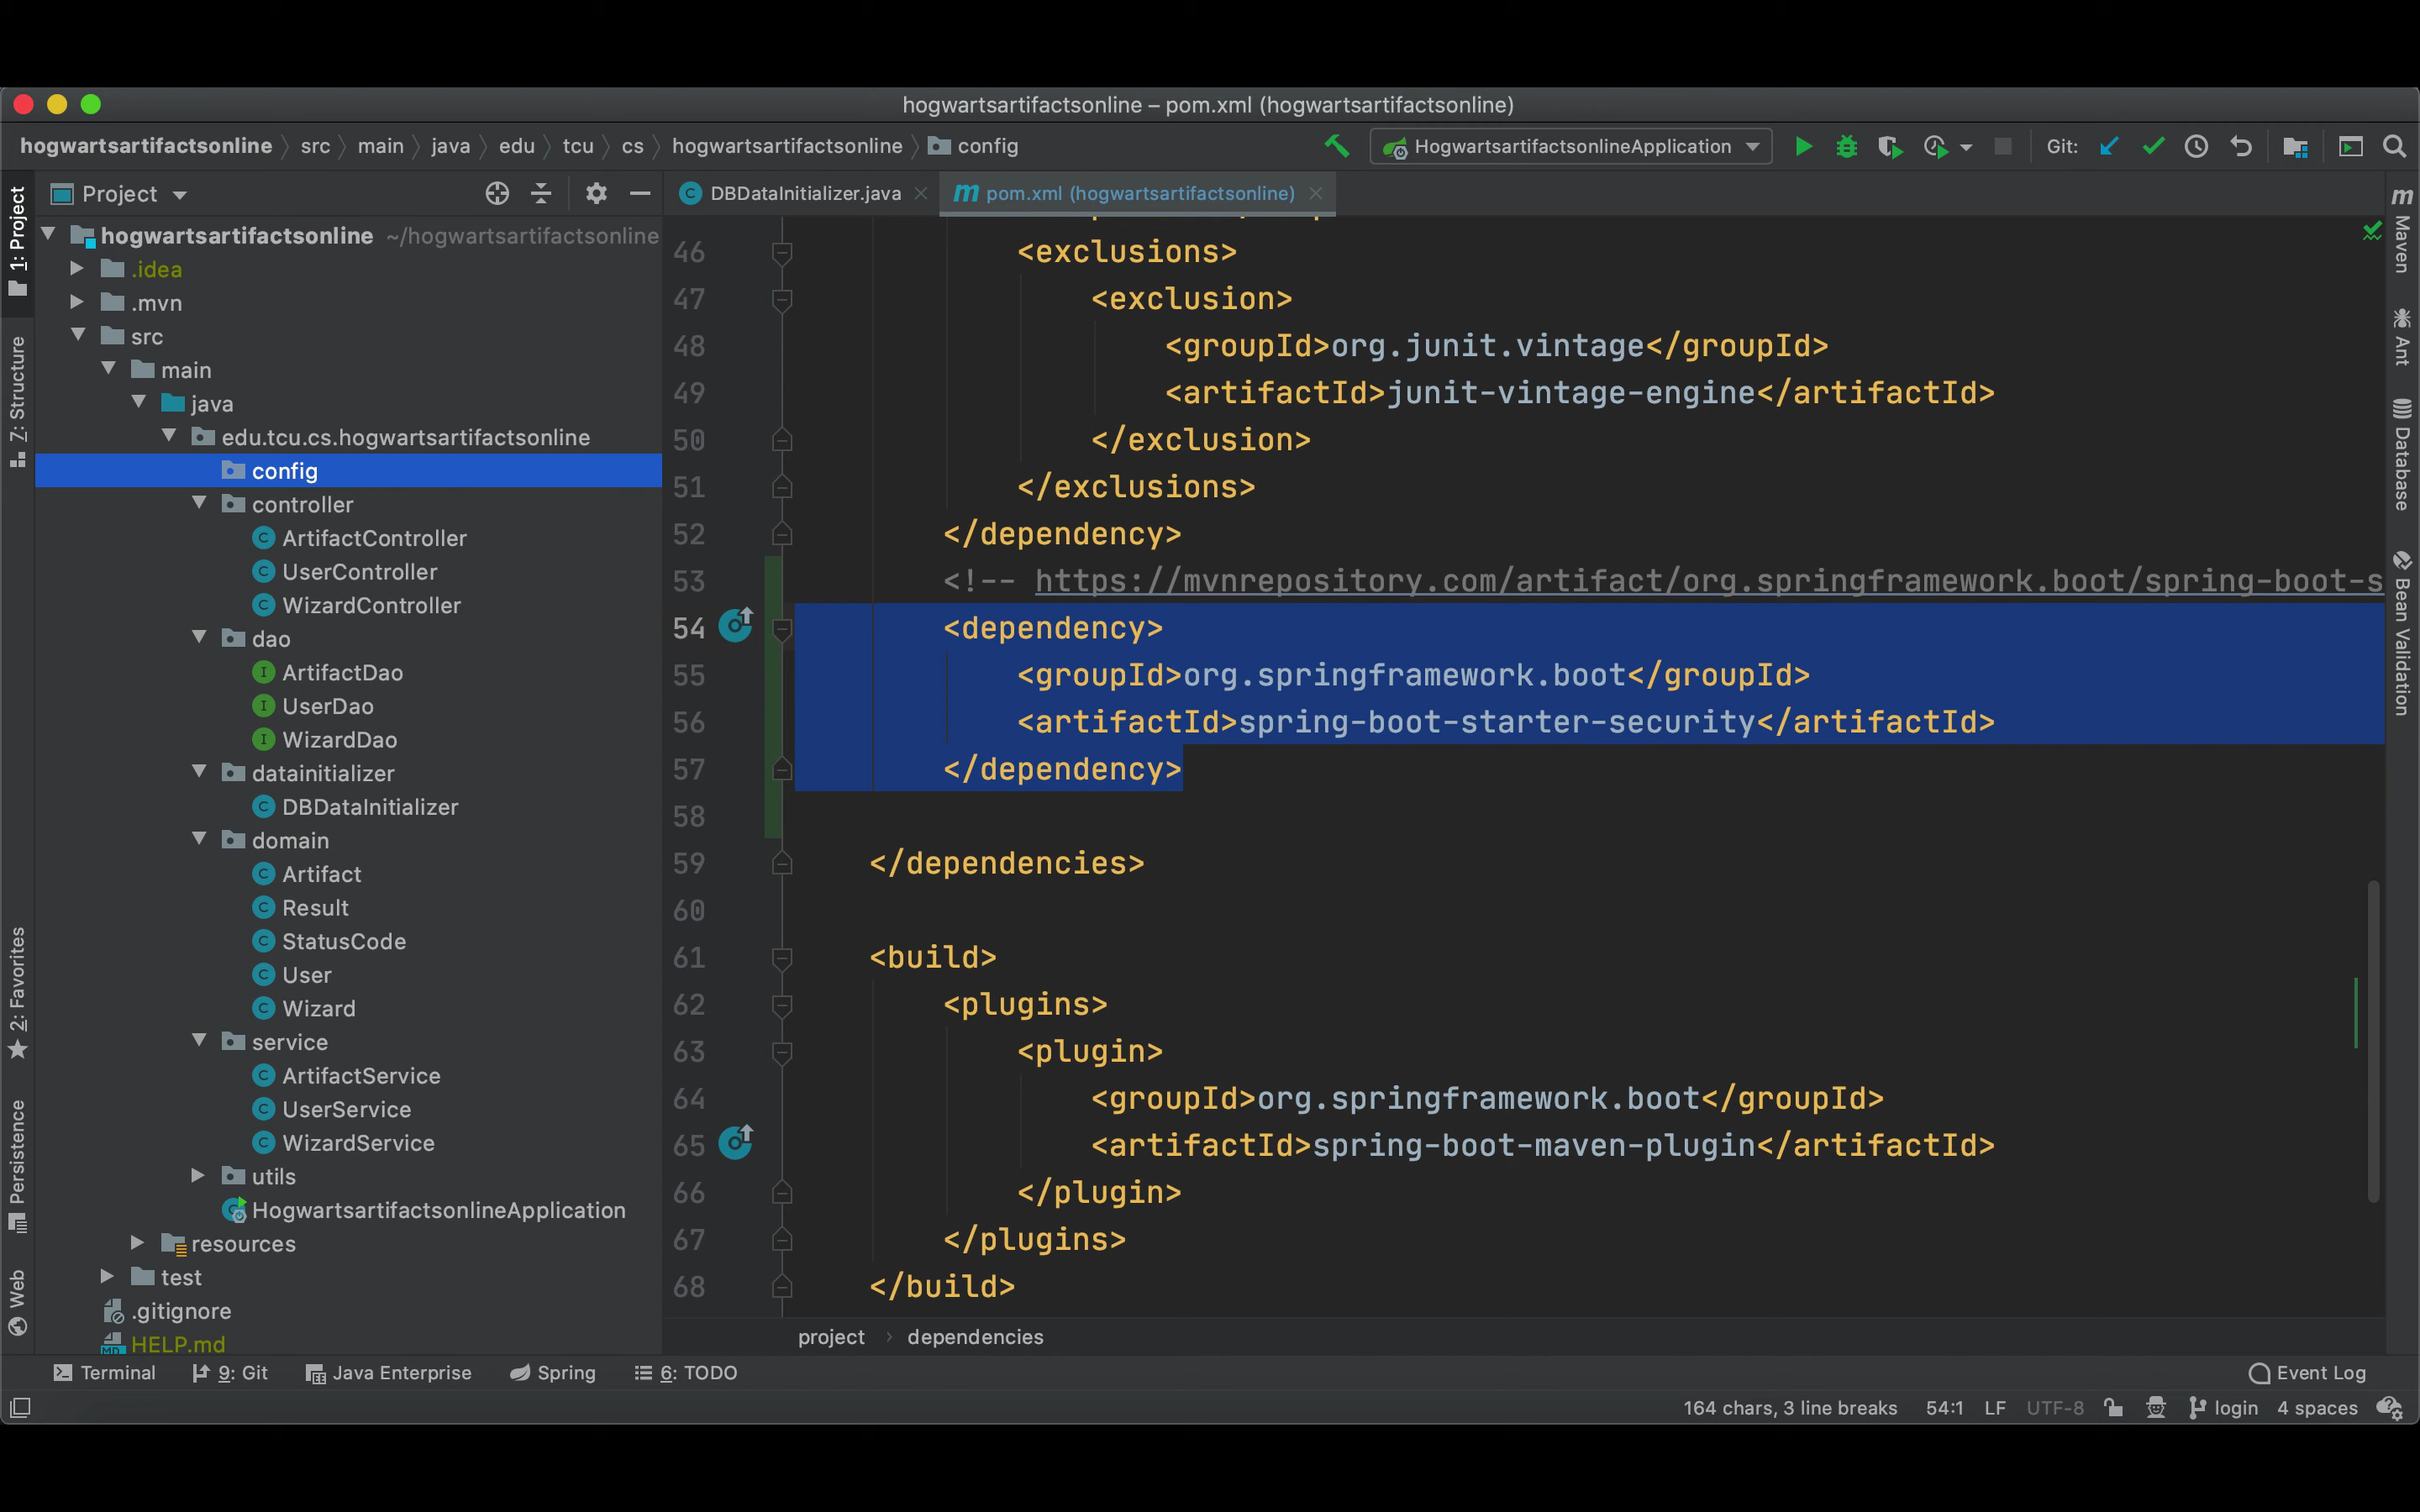 hogwartsartifactsonline – pom.xml (hogwartsartifactsonline)
hogwartsartifactsonline src main java edu tcu cs hogwartsartifactsonline config
HogwartsartifactsonlineApplication
Git:
Project
DBDataInitializer.java
pom.xml (hogwartsartifactsonline)
1: Project
7: Structure
2: Favorites
Persistence
Web
hogwartsartifactsonline ~/hogwartsartifactsonline
.idea
.mvn
src
main
java
edu.tcu.cs.hogwartsartifactsonline
config
controller
ArtifactController
UserController
WizardController
dao
ArtifactDao
UserDao
WizardDao
datainitializer
DBDataInitializer
domain
Artifact
Result
StatusCode
User
Wizard
service
ArtifactService
UserService
WizardService
utils
HogwartsartifactsonlineApplication
resources
test
.gitignore
HELP.md
46 <exclusions>
47 <exclusion>
48 <groupId>org.junit.vintage</groupId>
49 <artifactId>junit-vintage-engine</artifactId>
50 </exclusion>
51 </exclusions>
52 </dependency>
53 <!-- https://mvnrepository.com/artifact/org.springframework.boot/spring-boot-s
54 <dependency>
55 <groupId>org.springframework.boot</groupId>
56 <artifactId>spring-boot-starter-security</artifactId>
57 </dependency>
58
59 </dependencies>
60
61 <build>
62 <plugins>
63 <plugin>
64 <groupId>org.springframework.boot</groupId>
65 <artifactId>spring-boot-maven-plugin</artifactId>
66 </plugin>
67 </plugins>
68 </build>
project › dependencies
Maven
Ant
Database
Bean Validation
Terminal
9: Git
Java Enterprise
Spring
6: TODO
Event Log
164 chars, 3 line breaks 54:1 LF UTF-8 login 4 spaces